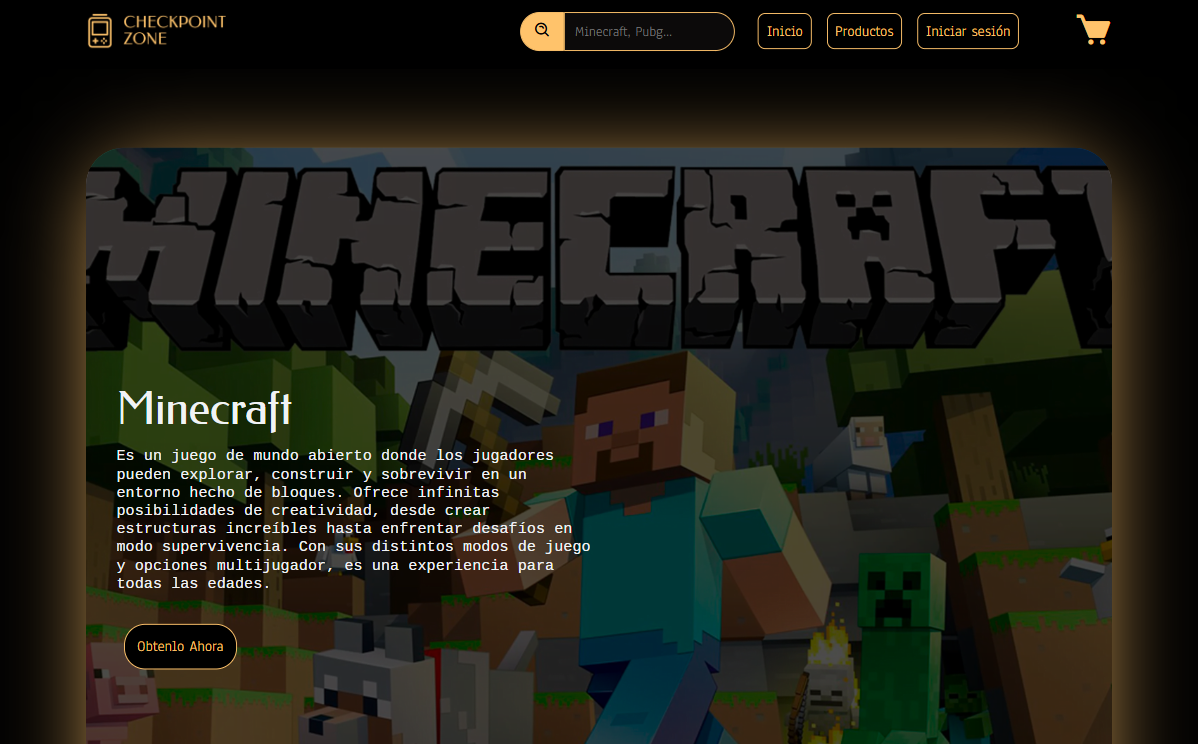 CHECKPOINT
ZONE
Minecraft, Pubg...
Inicio
Productos
Iniciar sesión
MINECRAFT
Minecraft
Es un juego de mundo abierto donde los jugadores
pueden explorar, construir y sobrevivir en un
entorno hecho de bloques. Ofrece infinitas
posibilidades de creatividad, desde crear
estructuras increíbles hasta enfrentar desafíos en
modo supervivencia. Con sus distintos modos de juego
y opciones multijugador, es una experiencia para
todas las edades.
Obtenlo Ahora